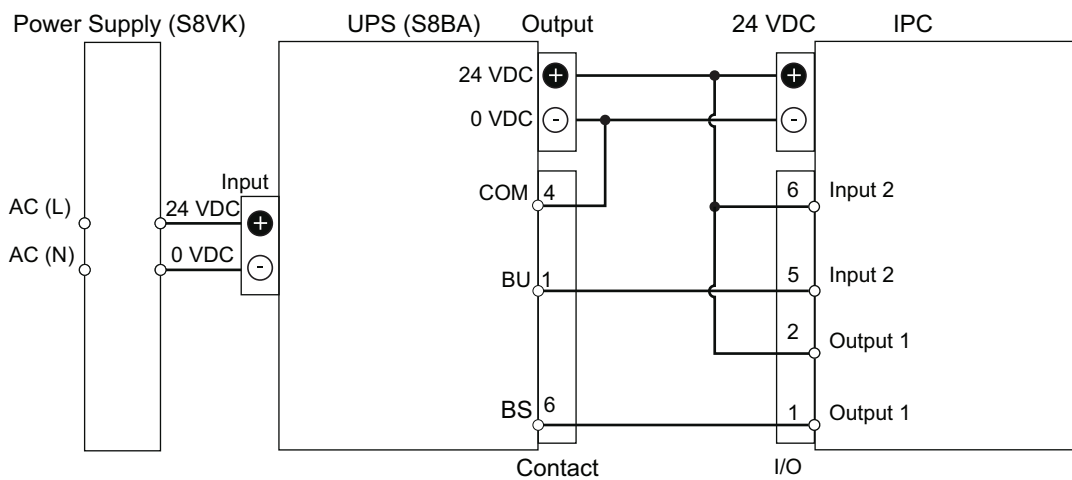 Power Supply (S8VK) UPS (S8BA) Output 24 VDC IPC
24 VDC + +
0 VDC - -
Input COM 4 6 Input 2
AC (L) 24 VDC +
AC (N) 0 VDC -
BU 1 5 Input 2
2 Output 1
BS 6 1 Output 1
Contact I/O